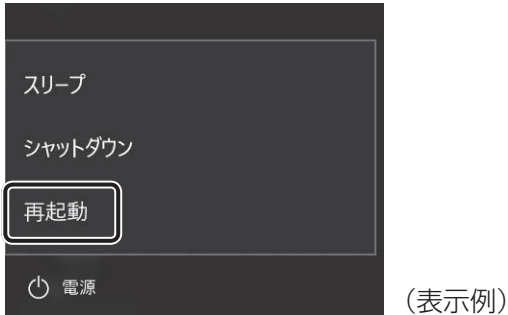 スリープ
シャットダウン
再起動
電源
（表示例）